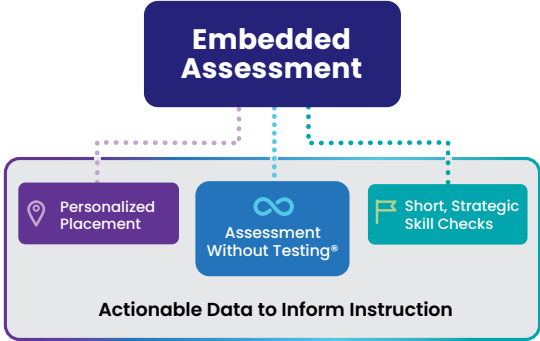 Embedded
Assessment
Personalized
Placement
Assessment
Without Testing®
Short, Strategic
Skill Checks
Actionable Data to Inform Instruction